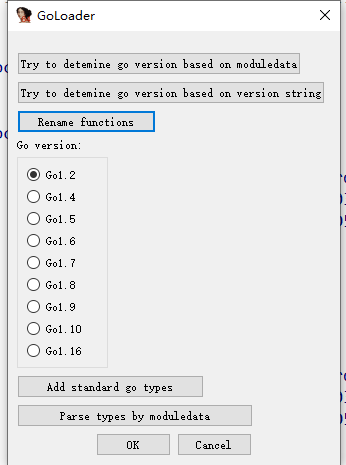 GoLoader
Try to detemine go version based on moduledata
Try to detemine go version based on version string
Rename functions
Go version:
Go1.2
Go1.4
Go1.5
Go1.6
Go1.7
Go1.8
Go1.9
Go1.10
Go1.16
Add standard go types
Parse types by moduledata
OK
Cancel